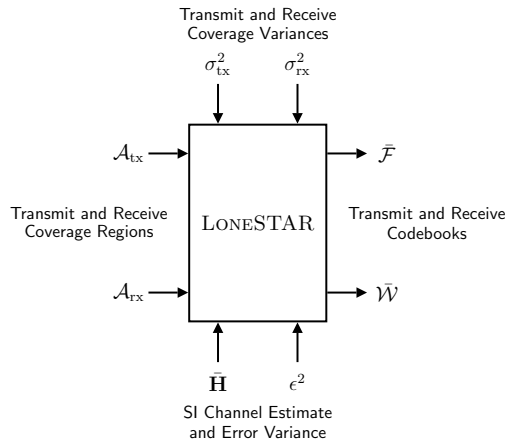 Transmit and Receive
Coverage Variances
σ²_tx σ²_rx
𝒜_tx ℱ̄
Transmit and Receive
Coverage Regions
LoneSTAR
Transmit and Receive
Codebooks
𝒜_rx 𝒲̄
H̄ ϵ²
SI Channel Estimate
and Error Variance